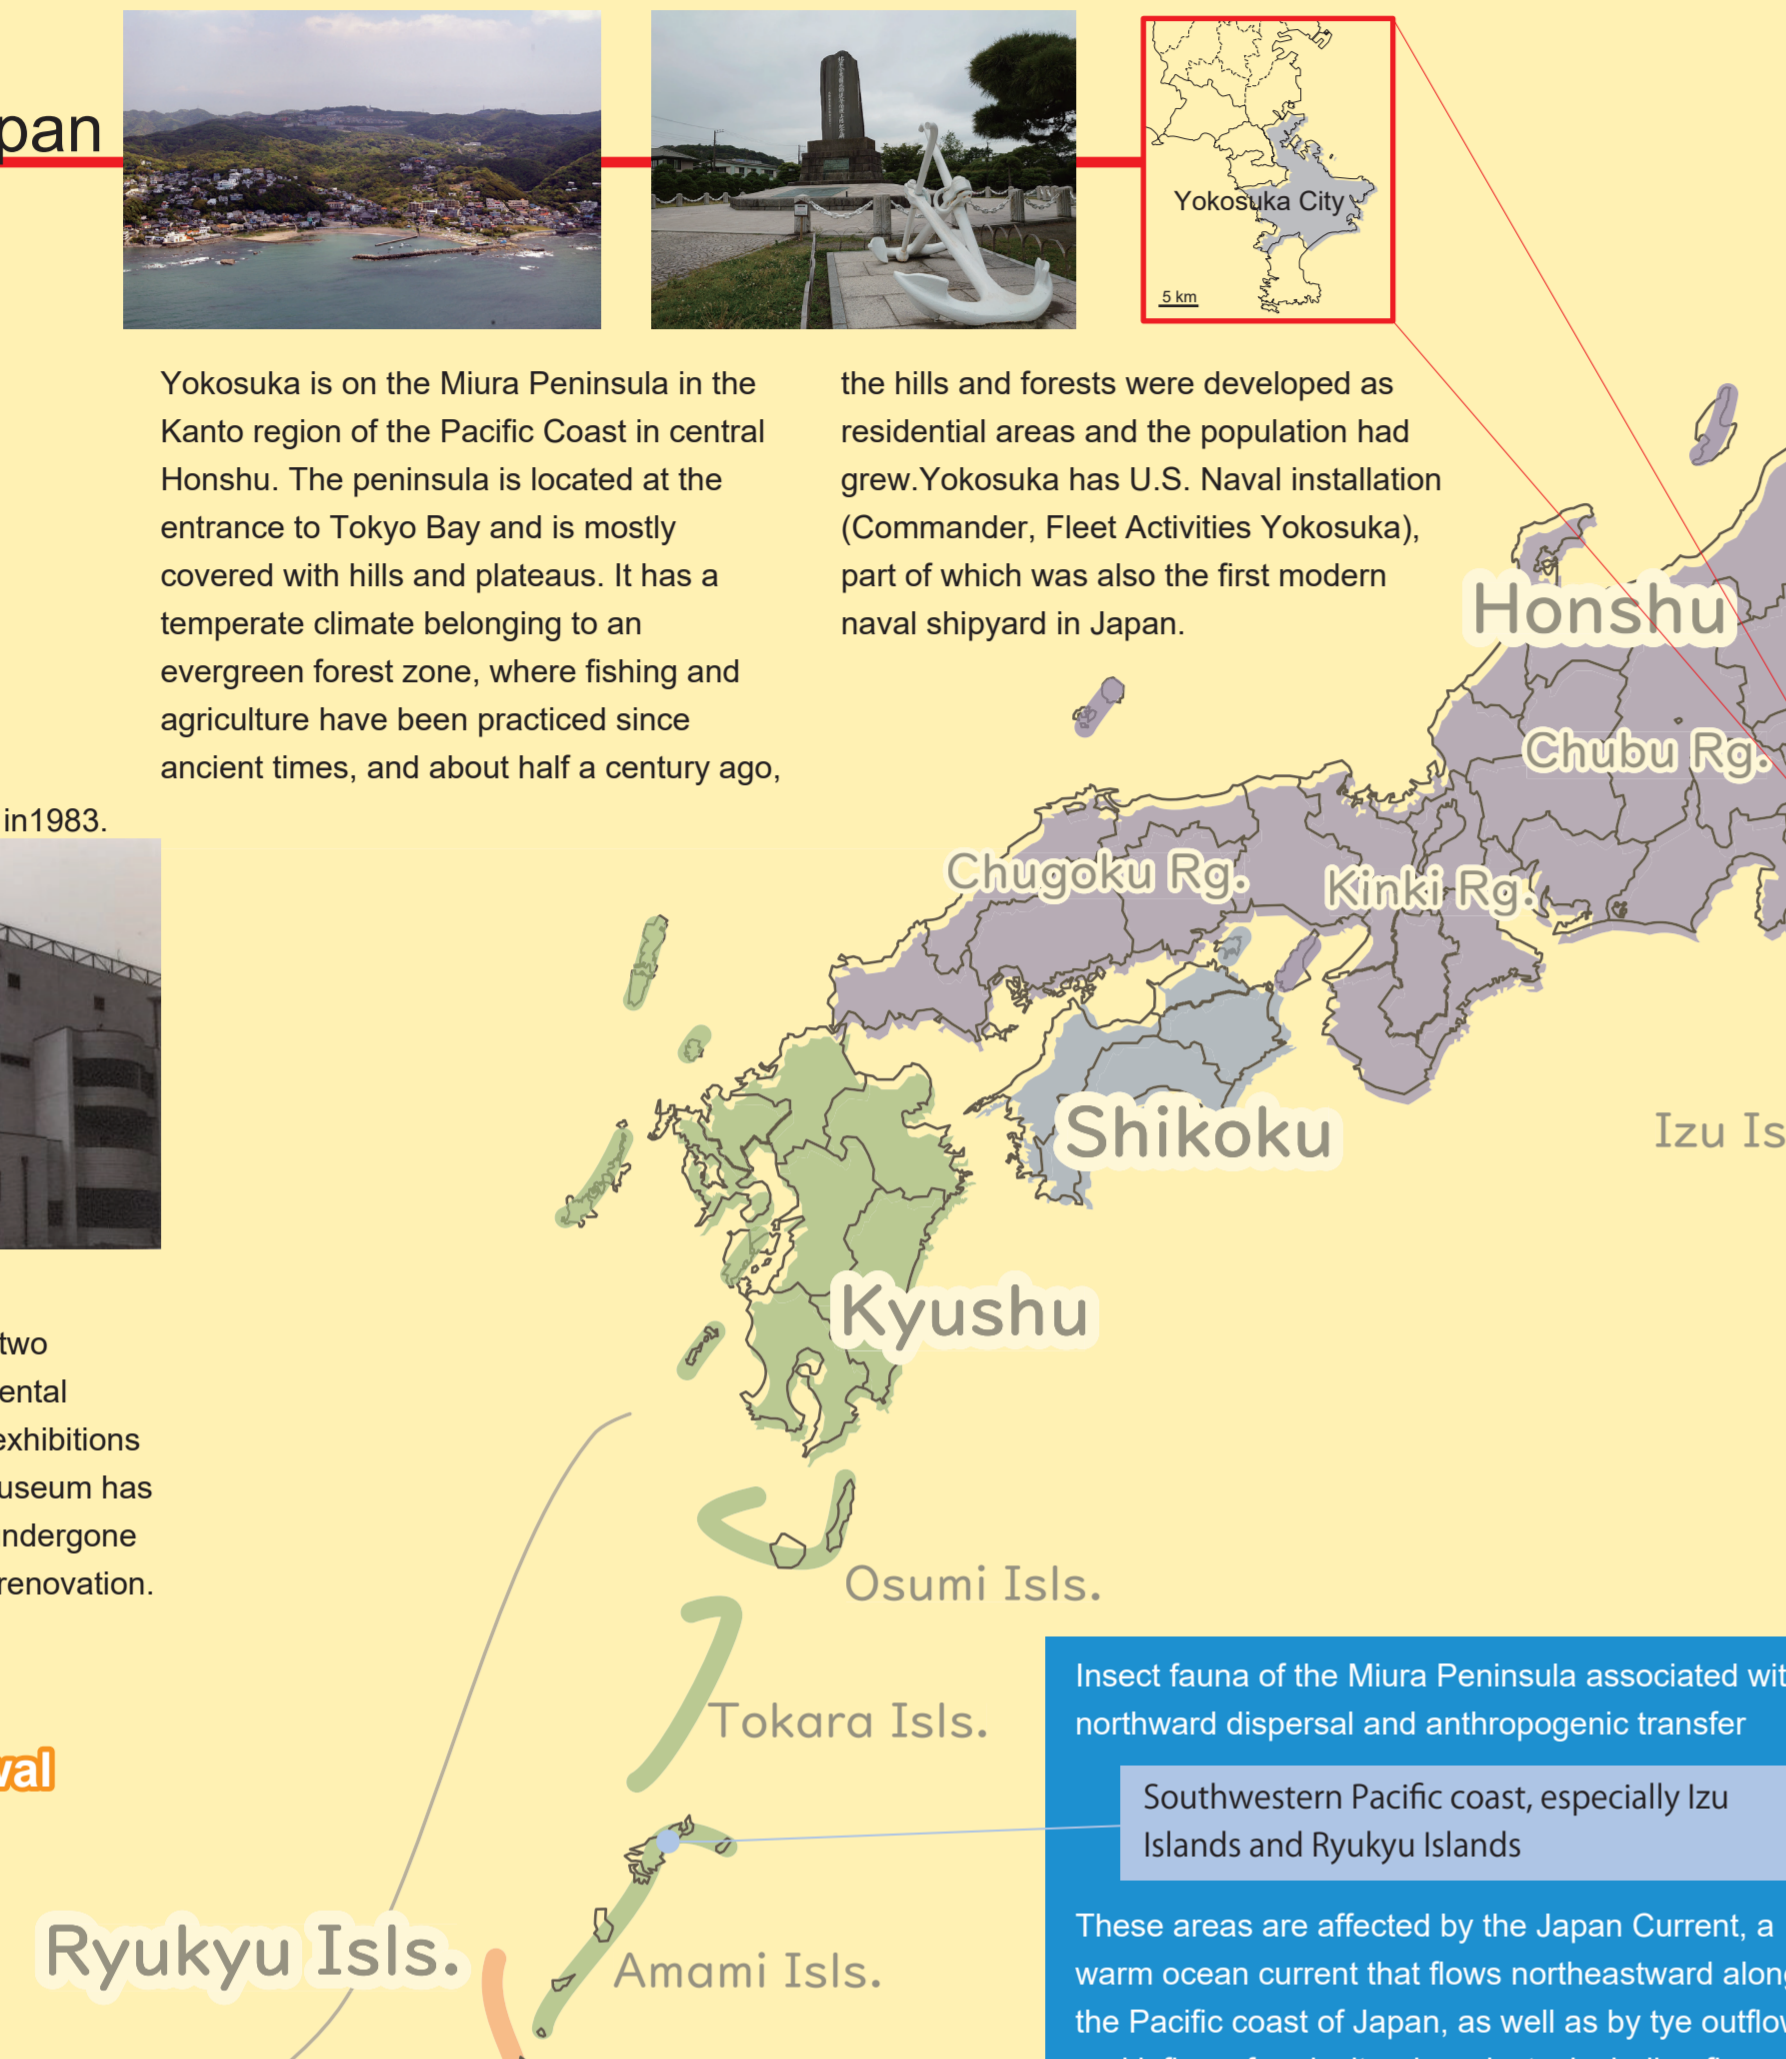 pan
Yokosuka City
5 km
Yokosuka is on the Miura Peninsula in the
Kanto region of the Pacific Coast in central
Honshu. The peninsula is located at the
entrance to Tokyo Bay and is mostly
covered with hills and plateaus. It has a
temperate climate belonging to an
evergreen forest zone, where fishing and
agriculture have been practiced since
ancient times, and about half a century ago,
the hills and forests were developed as
residential areas and the population had
grew.Yokosuka has U.S. Naval installation
(Commander, Fleet Activities Yokosuka),
part of which was also the first modern
naval shipyard in Japan.
in1983.
two
ental
exhibitions
useum has
ndergone
renovation.
val
Honshu
Chubu Rg.
Chugoku Rg.
Kinki Rg.
Shikoku
Izu Is
Kyushu
Osumi Isls.
Tokara Isls.
Ryukyu Isls.
Amami Isls.
Insect fauna of the Miura Peninsula associated wit
northward dispersal and anthropogenic transfer
Southwestern Pacific coast, especially Izu
Islands and Ryukyu Islands
These areas are affected by the Japan Current, a
warm ocean current that flows northeastward along
the Pacific coast of Japan, as well as by tye outflow